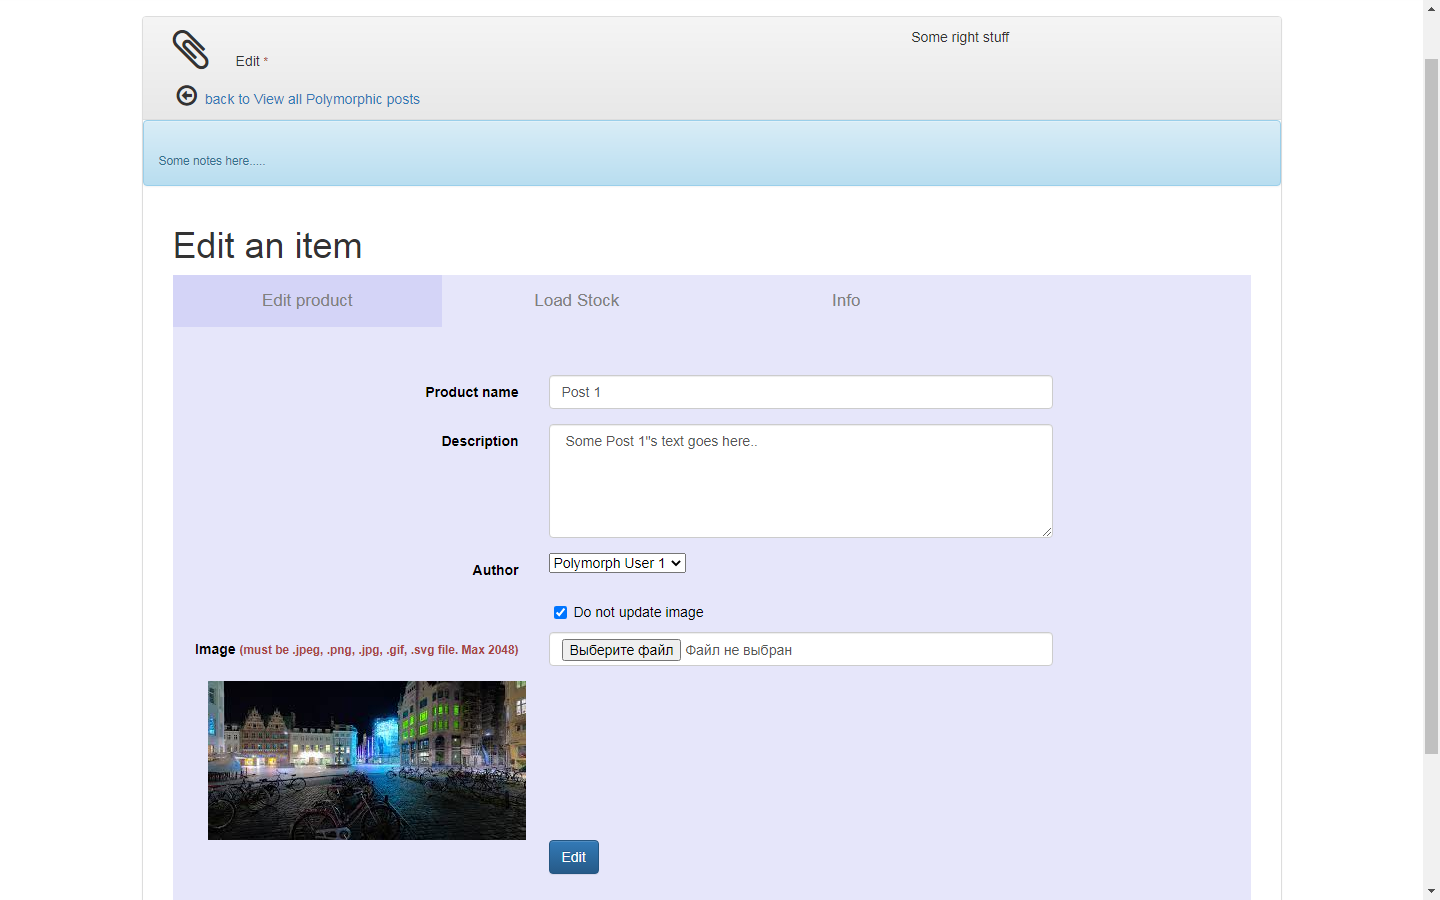 Some right stuff
Edit *
back to View all Polymorphic posts
Some notes here.....
Edit an item
Edit product
Load Stock
Info
Product name
Post 1
Description
Some Post 1"s text goes here..
Author
Polymorph User 1
Do not update image
Image (must be .jpeg, .png, .jpg, .gif, .svg file. Max 2048)
Выберите файл Файл не выбран
Edit